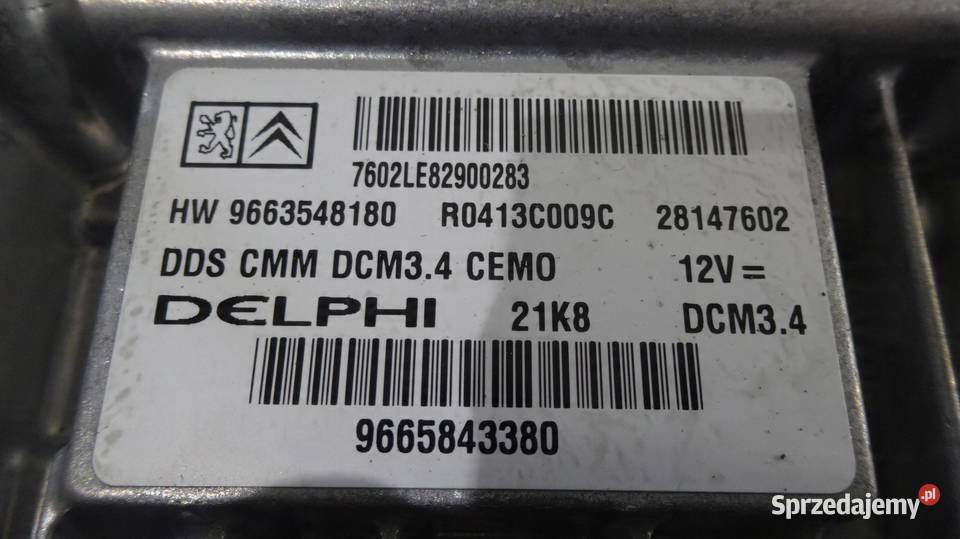 7602LE82900283
HW 9663548180 R0413C009C 28147602
DDS CMM DCM3.4 CEMO 12V=
DELPHI 21K8 DCM3.4
9665843380
Sprzedajemy.pl